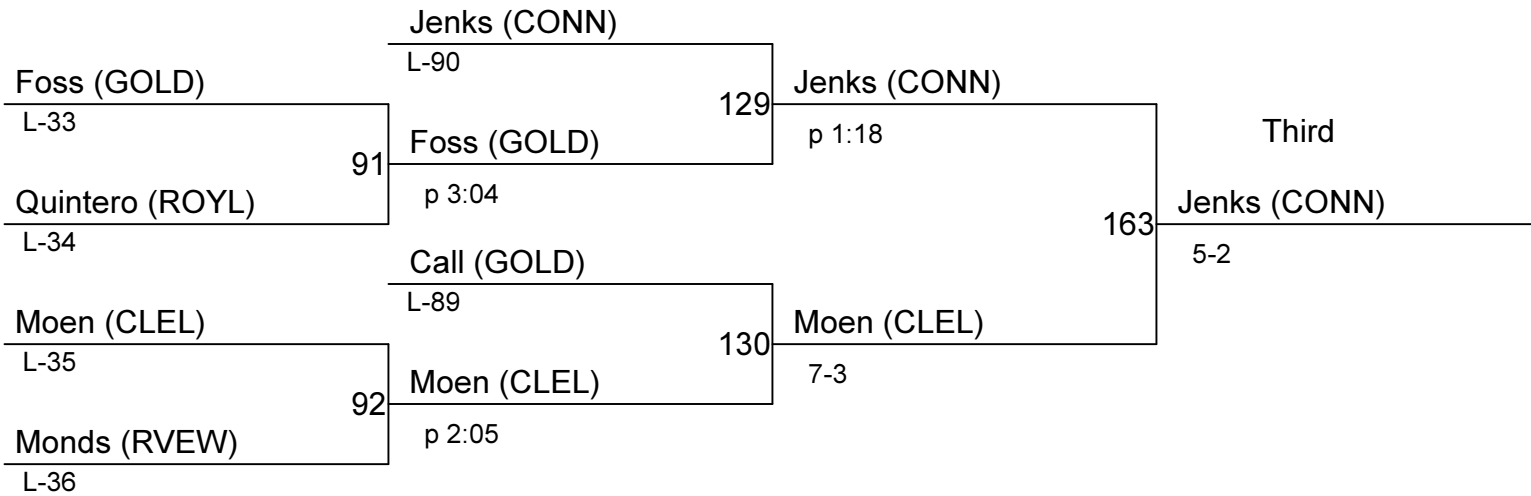 Jenks (CONN)
L-90
Foss (GOLD)
L-33
129
Jenks (CONN)
p 1:18
Third
91
Foss (GOLD)
p 3:04
Quintero (ROYL)
L-34
163
Jenks (CONN)
5-2
Call (GOLD)
L-89
Moen (CLEL)
L-35
130
Moen (CLEL)
7-3
92
Moen (CLEL)
p 2:05
Monds (RVEW)
L-36